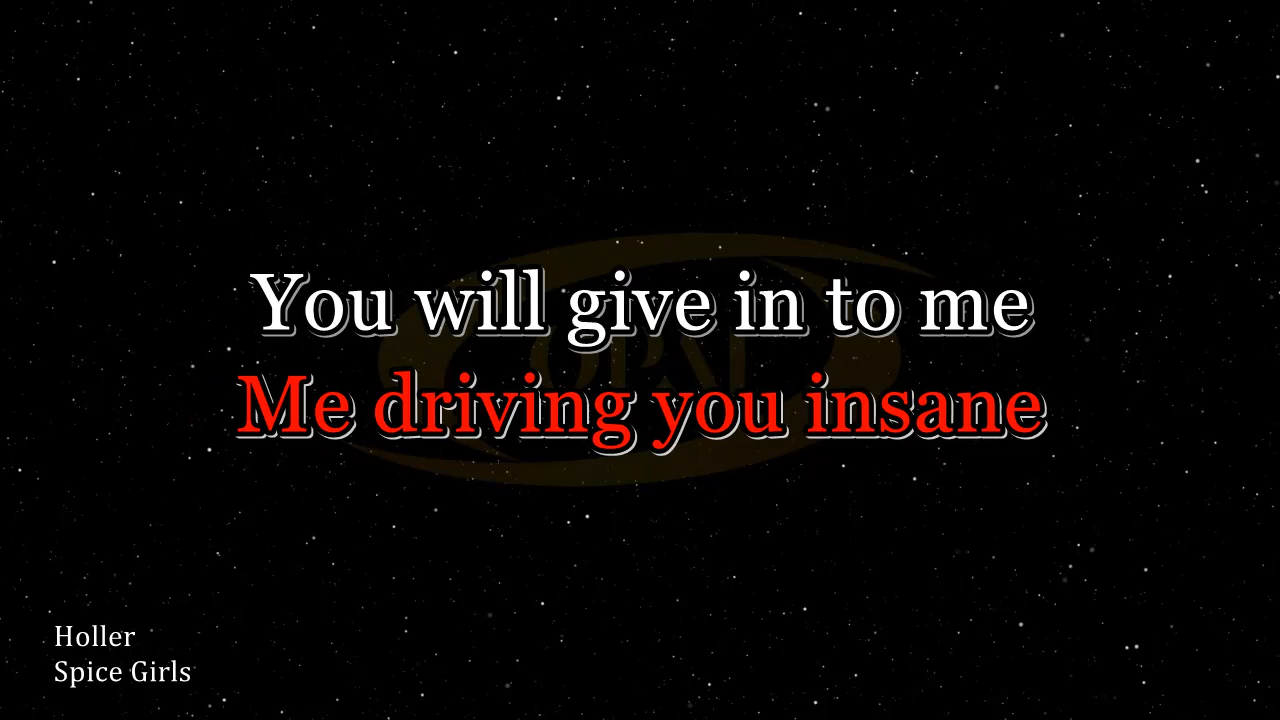 You will give in to me
Me driving you insane
Holler
Spice Girls